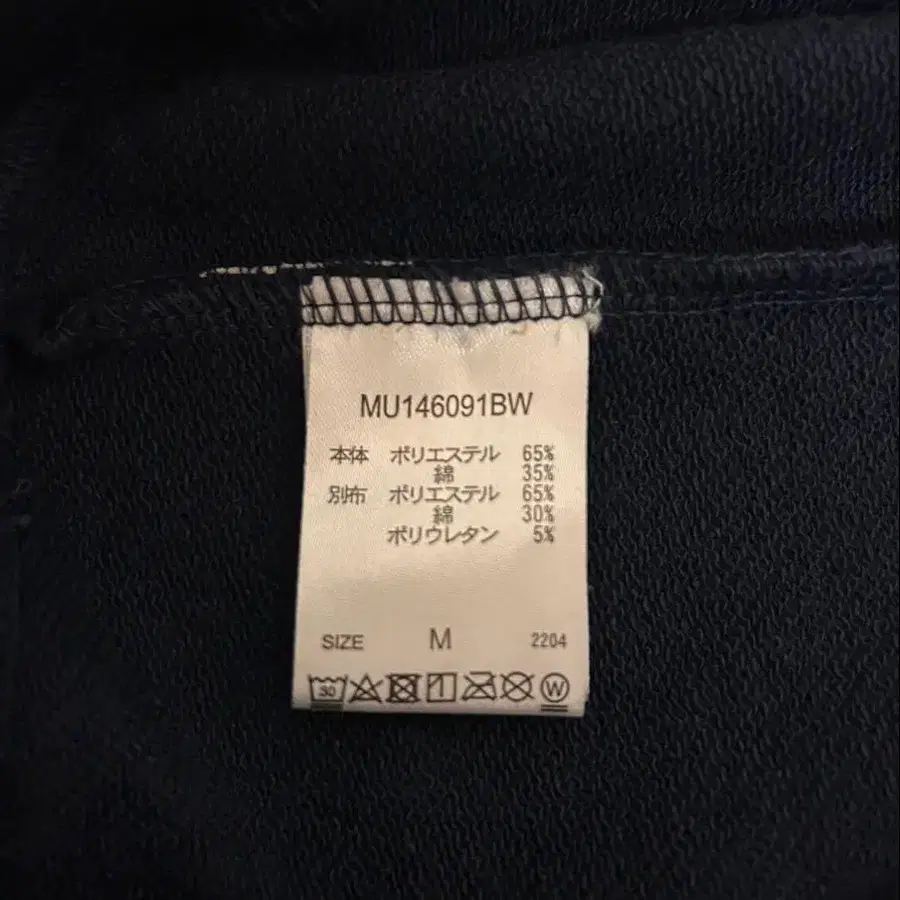 MU146091BW
本体 ポリエステル 65%
綿 35%
別布 ポリエステル 65%
綿 30%
ポリウレタン 5%
SIZE M 2204
30 W